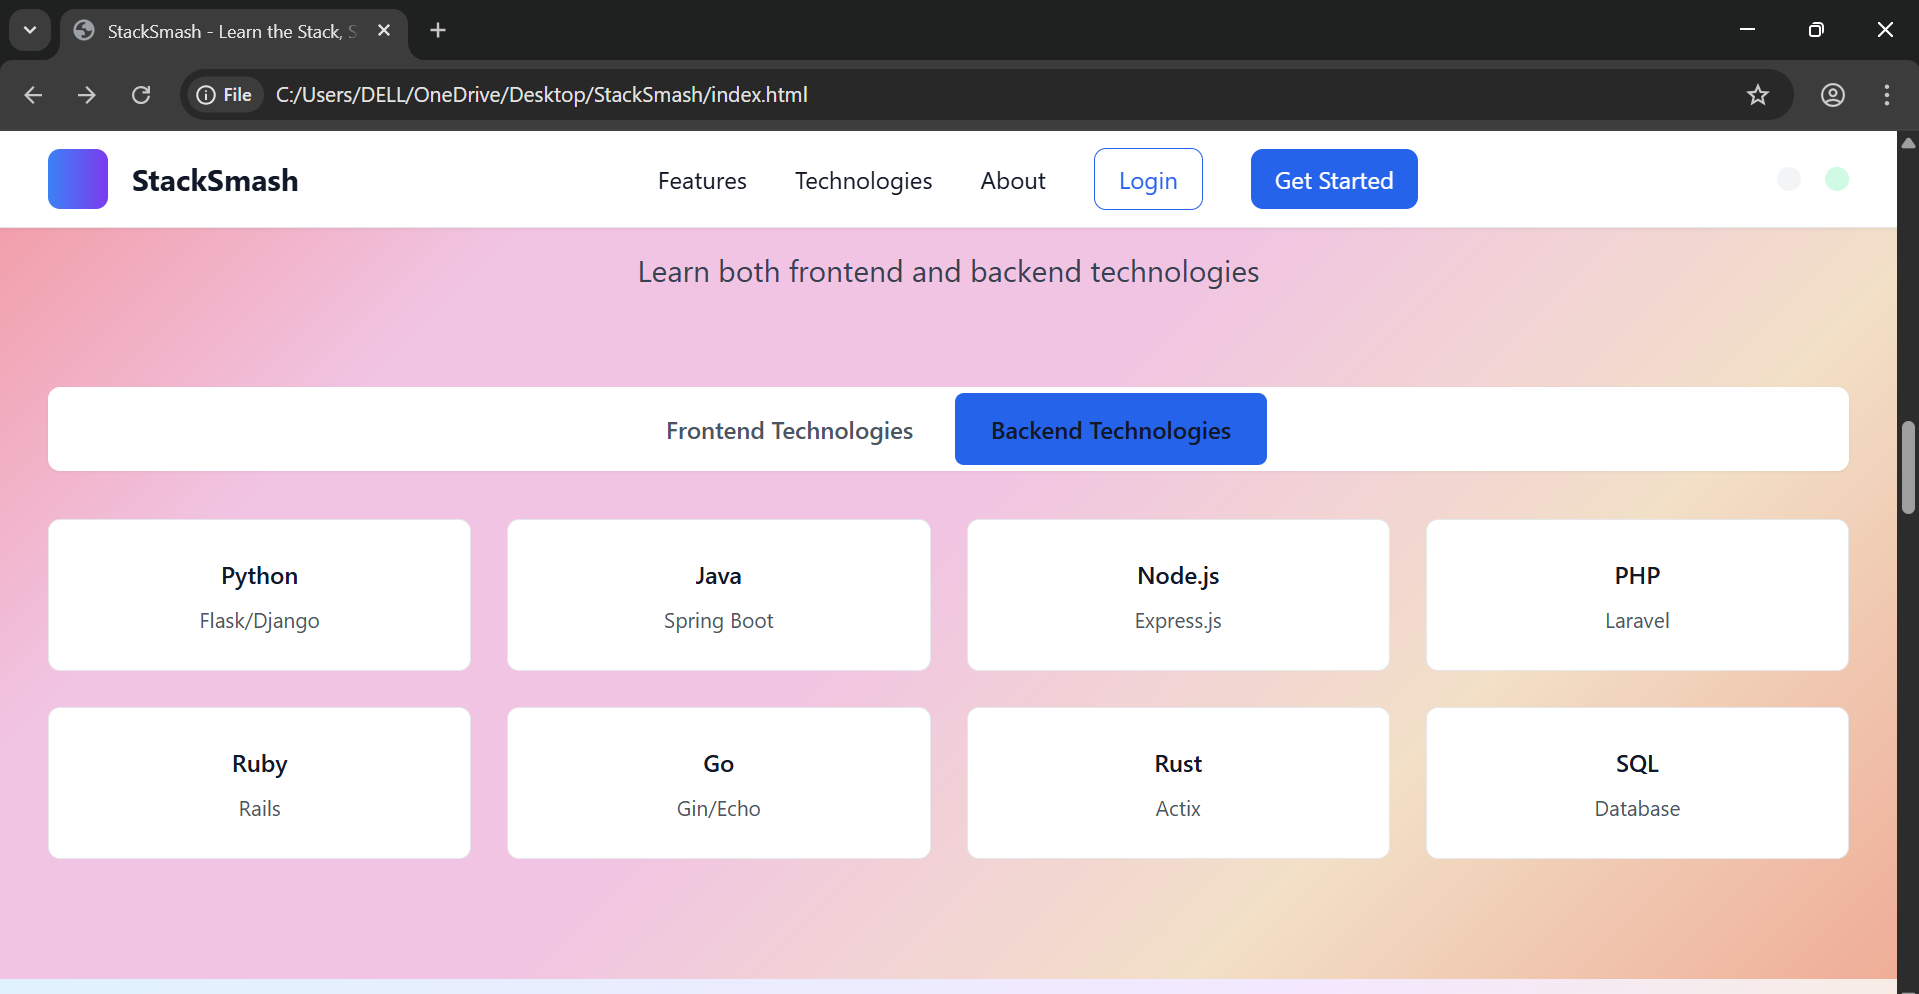 StackSmash - Learn the Stack, S
File
C:/Users/DELL/OneDrive/Desktop/StackSmash/index.html
StackSmash
Features
Technologies
About
Login
Get Started
Learn both frontend and backend technologies
Frontend Technologies
Backend Technologies
Python
Flask/Django
Java
Spring Boot
Node.js
Express.js
PHP
Laravel
Ruby
Rails
Go
Gin/Echo
Rust
Actix
SQL
Database